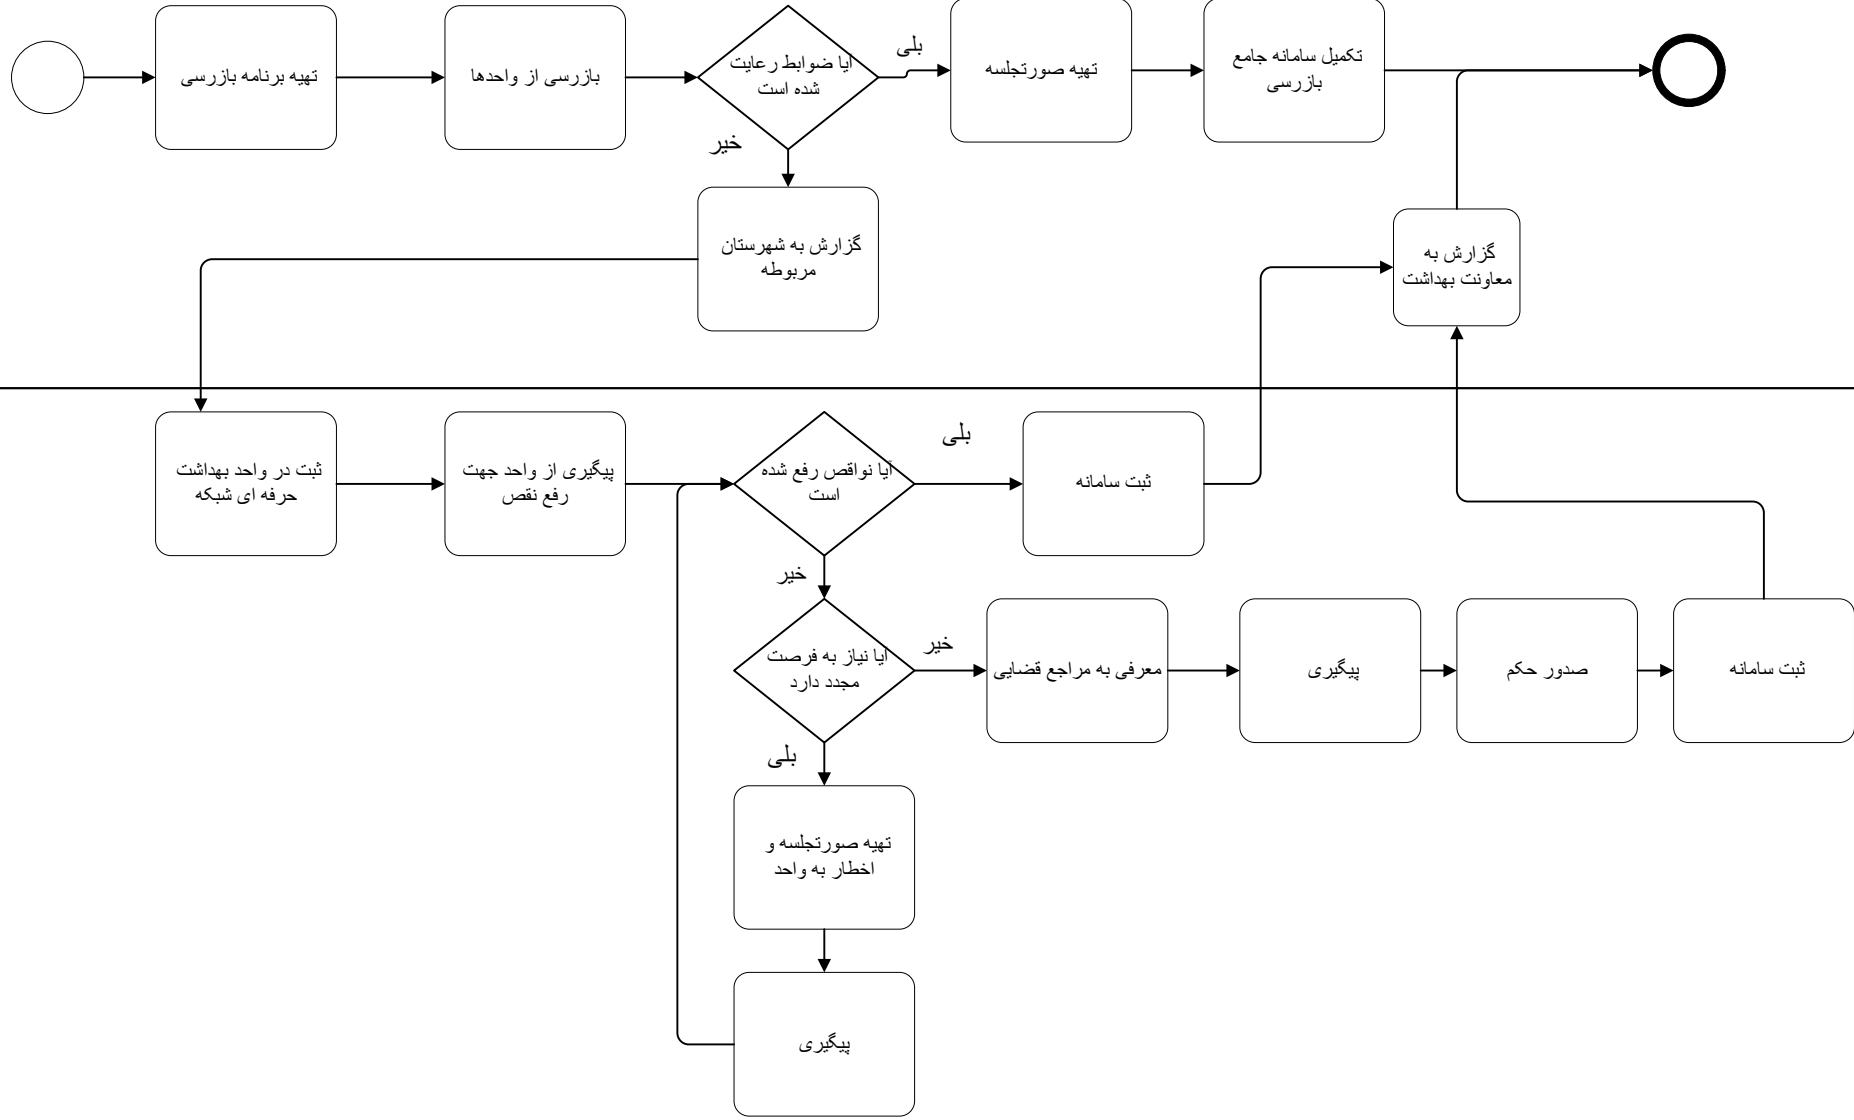 تهیه برنامه بازرسی
بازرسی از واحدها
آیا ضوابط رعایت
شده است
بلی
تهیه صورتجلسه
تکمیل سامانه جامع
بازرسی
خیر
گزارش به شهرستان
مربوطه
گزارش به
معاونت بهداشت
ثبت در واحد بهداشت
حرفه ای شبکه
پیگیری از واحد جهت
رفع نقص
آیا نواقص رفع شده
است
بلی
ثبت سامانه
خیر
آیا نیاز به فرصت
مجدد دارد
خیر
معرفی به مراجع قضایی
پیگیری
صدور حکم
ثبت سامانه
بلی
تهیه صورتجلسه و
اخطار به واحد
پیگیری